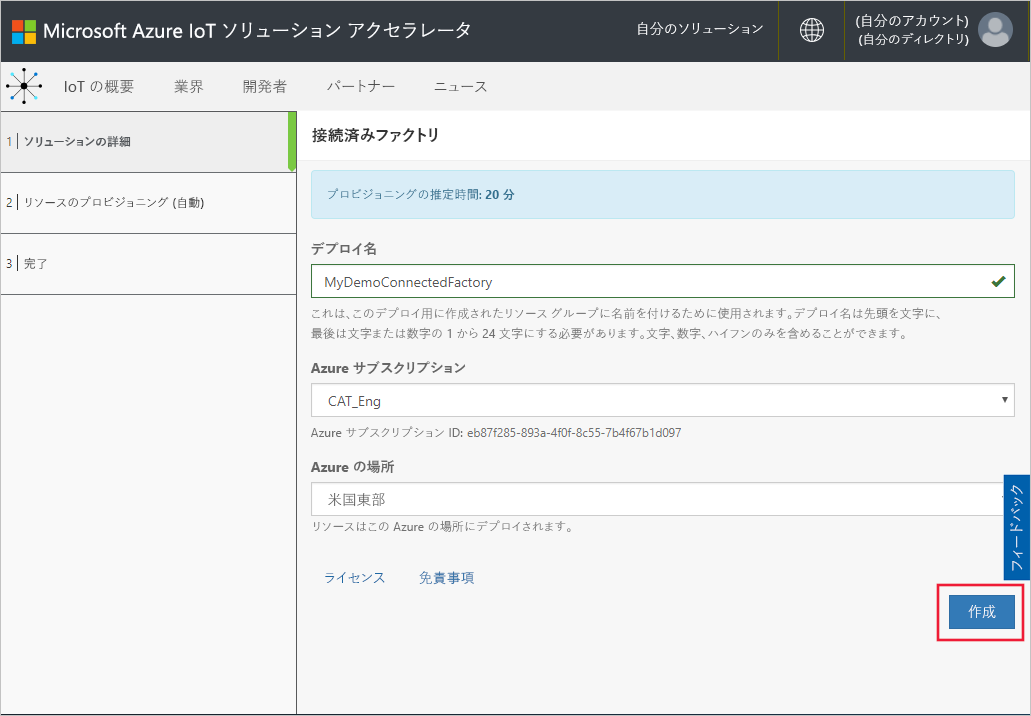 Microsoft Azure IoT ソリューション アクセラレータ
自分のソリューション
(自分のアカウント)
(自分のディレクトリ)
IoT の概要
業界
開発者
パートナー
ニュース
1 ソリューションの詳細
2 リソースのプロビジョニング (自動)
3 完了
接続済みファクトリ
プロビジョニングの推定時間: 20 分
デプロイ名
MyDemoConnectedFactory
これは、このデプロイ用に作成されたリソース グループに名前を付けるために使用されます。デプロイ名は先頭を文字に、
最後は文字または数字の 1 から 24 文字にする必要があります。文字、数字、ハイフンのみを含めることができます。
Azure サブスクリプション
CAT_Eng
Azure サブスクリプション ID: eb87f285-893a-4f0f-8c55-7b4f67b1d097
Azure の場所
米国東部
リソースはこの Azure の場所にデプロイされます。
ライセンス
免責事項
フィードバック
作成